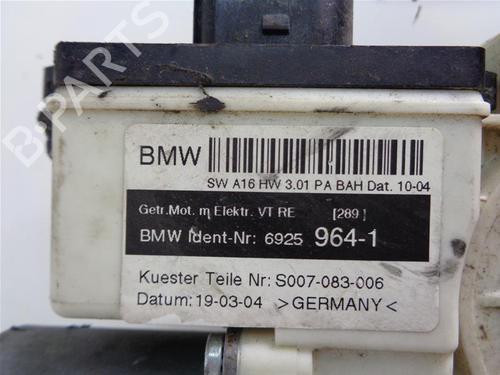 BMW
SW A16 HW 3.01 PA BAH Dat. 10-04
Getr.Mot. m Elektr. VT RE [289]
BMW Ident-Nr: 6925 964-1
Kuester Teile Nr: S007-083-006
Datum: 19-03-04 >GERMANY<